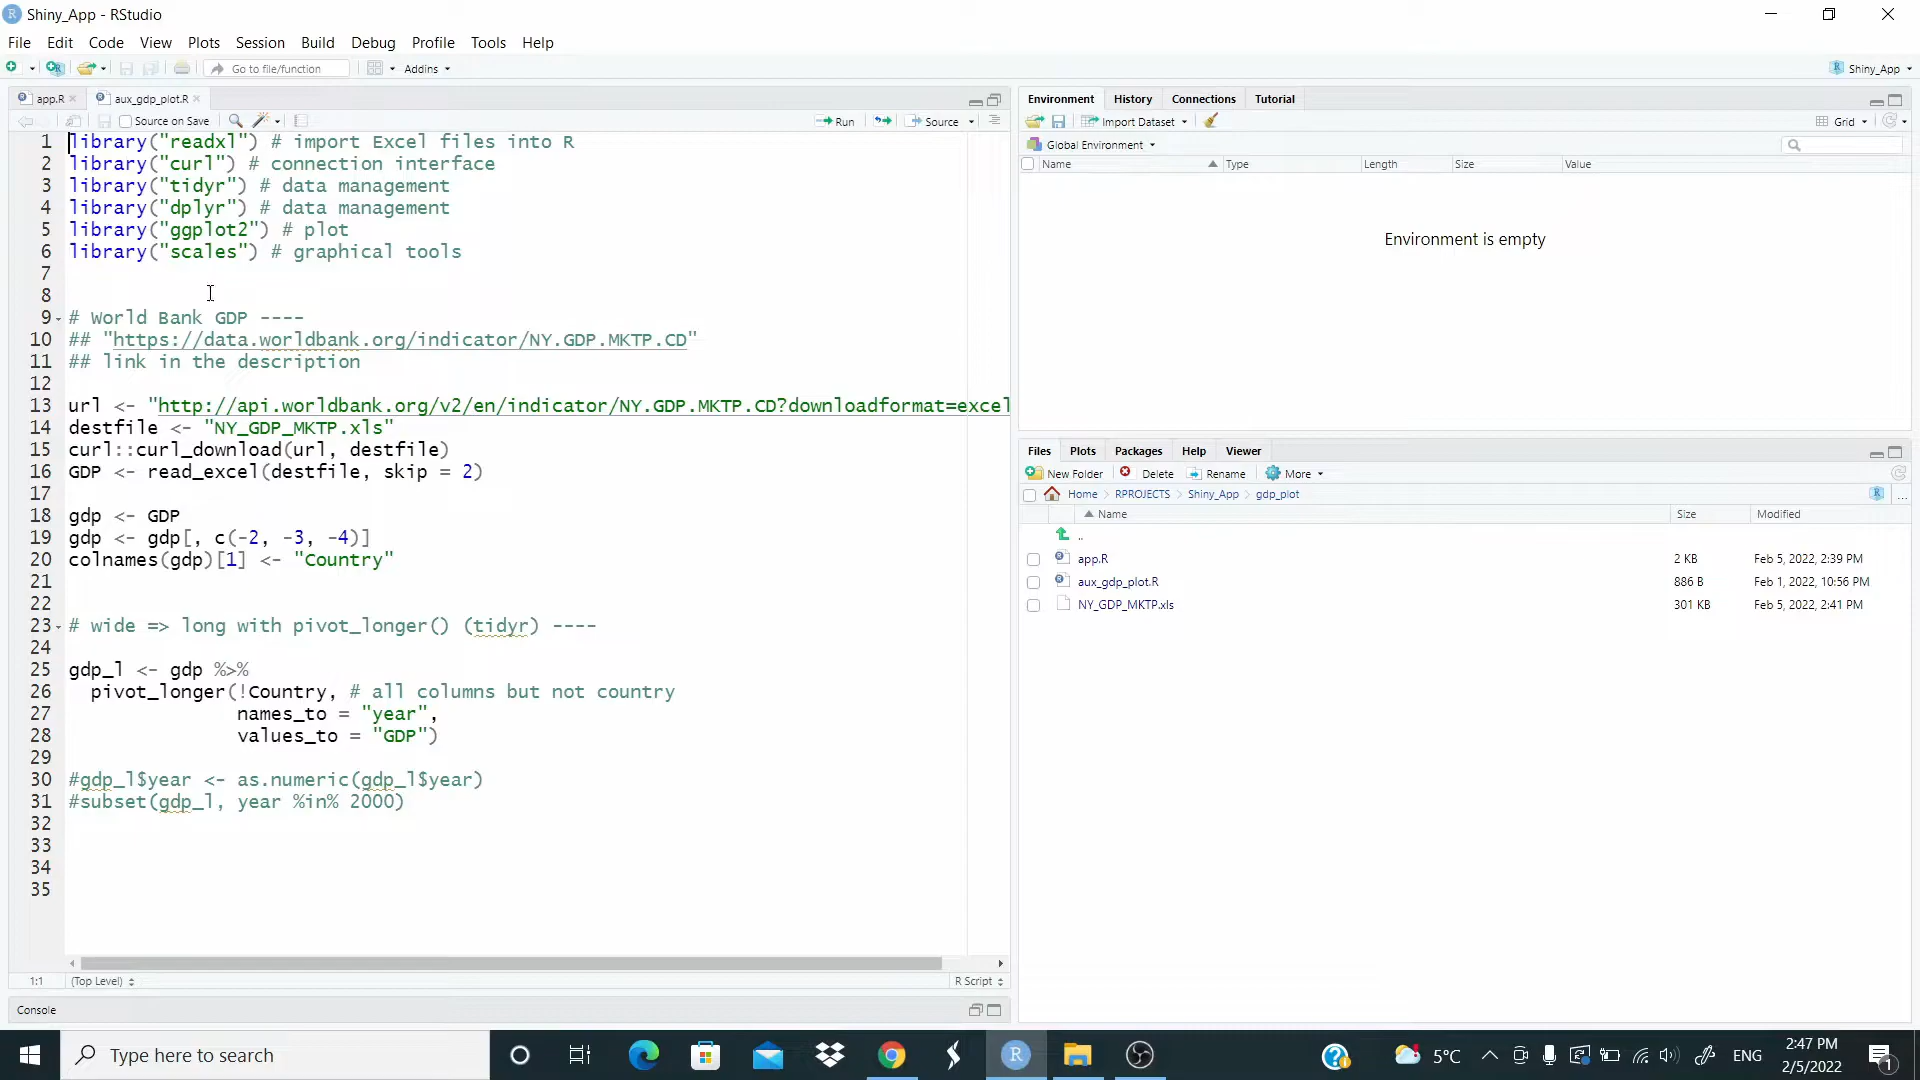 Shiny_App - RStudio
File Edit Code View Plots Session Build Debug Profile Tools Help
Go to file/function Addins Shiny_App
app.R aux_gdp_plot.R
Source on Save Run Source
1 library("readxl") # import Excel files into R
2 library("curl") # connection interface
3 library("tidyr") # data management
4 library("dplyr") # data management
5 library("ggplot2") # plot
6 library("scales") # graphical tools
7
8
9 # World Bank GDP ----
10 ## "https://data.worldbank.org/indicator/NY.GDP.MKTP.CD"
11 ## link in the description
12
13 url <- "http://api.worldbank.org/v2/en/indicator/NY.GDP.MKTP.CD?downloadformat=excel
14 destfile <- "NY_GDP_MKTP.xls"
15 curl::curl_download(url, destfile)
16 GDP <- read_excel(destfile, skip = 2)
17
18 gdp <- GDP
19 gdp <- gdp[, c(-2, -3, -4)]
20 colnames(gdp)[1] <- "Country"
21
22
23 # wide => long with pivot_longer() (tidyr) ----
24
25 gdp_l <- gdp %>%
26 pivot_longer(!Country, # all columns but not country
27 names_to = "year",
28 values_to = "GDP")
29
30 #gdp_l$year <- as.numeric(gdp_l$year)
31 #subset(gdp_l, year %in% 2000)
32
33
34
35
1:1 (Top Level) R Script
Console
Environment History Connections Tutorial
Import Dataset Grid
Global Environment
Name Type Length Size Value
Environment is empty
Files Plots Packages Help Viewer
New Folder Delete Rename More
Home RPROJECTS Shiny_App gdp_plot
Name Size Modified
..
app.R 2 KB Feb 5, 2022, 2:39 PM
aux_gdp_plot.R 886 B Feb 1, 2022, 10:56 PM
NY_GDP_MKTP.xls 301 KB Feb 5, 2022, 2:41 PM
Type here to search
5°C ENG 2:47 PM
2/5/2022
1